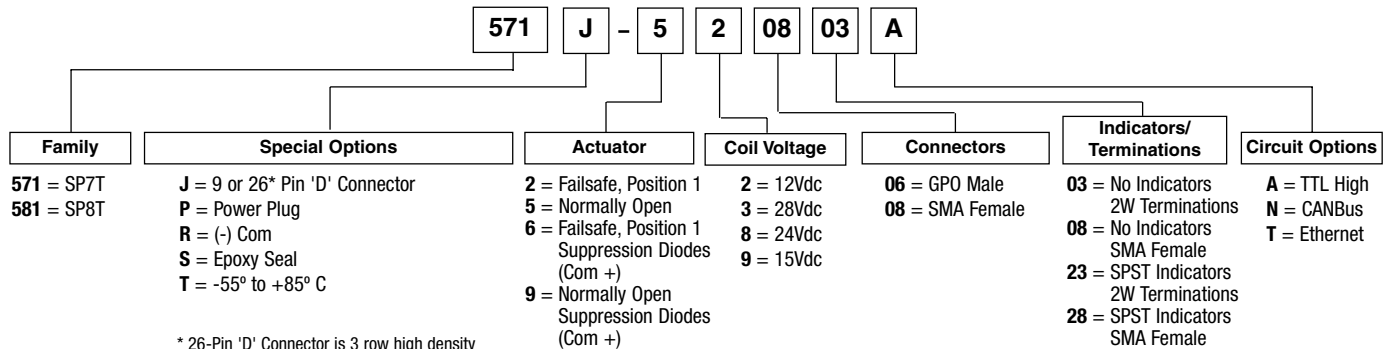 571 J – 5 2 08 03 A
Family
571 = SP7T
581 = SP8T
Special Options
J = 9 or 26* Pin 'D' Connector
P = Power Plug
R = (-) Com
S = Epoxy Seal
T = -55º to +85º C
* 26-Pin 'D' Connector is 3 row high density
Actuator
2 = Failsafe, Position 1
5 = Normally Open
6 = Failsafe, Position 1
Suppression Diodes
(Com +)
9 = Normally Open
Suppression Diodes
(Com +)
Coil Voltage
2 = 12Vdc
3 = 28Vdc
8 = 24Vdc
9 = 15Vdc
Connectors
06 = GPO Male
08 = SMA Female
Indicators/
Terminations
03 = No Indicators
2W Terminations
08 = No Indicators
SMA Female
23 = SPST Indicators
2W Terminations
28 = SPST Indicators
SMA Female
Circuit Options
A = TTL High
N = CANBus
T = Ethernet